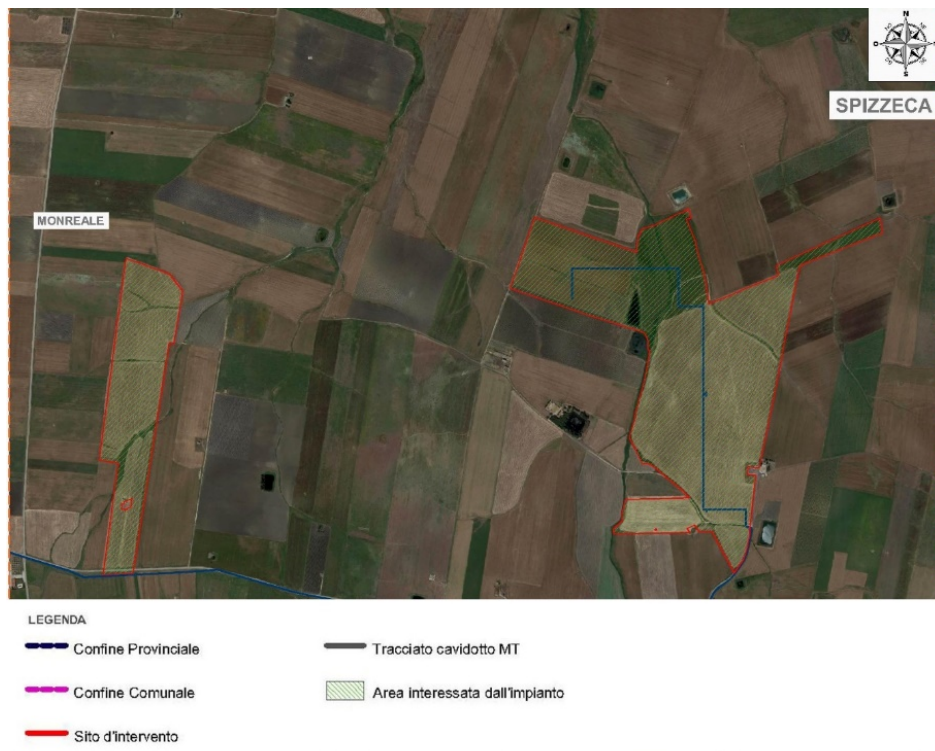 N
S
SPIZZECA
MONREALE
LEGENDA
Confine Provinciale
Tracciato cavidotto MT
Confine Comunale
Area interessata dall'impianto
Sito d'intervento